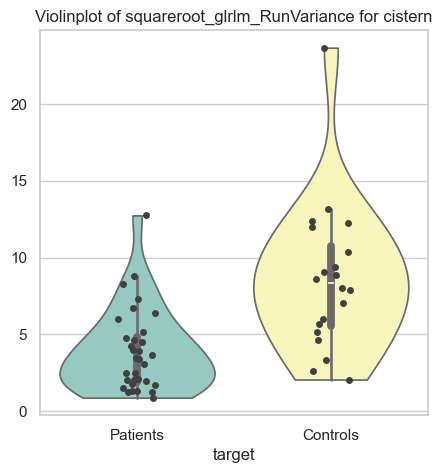 Violinplot of squareroot_glrlm_RunVariance for cistern
20
15
10
5
0
Patients
Controls
target